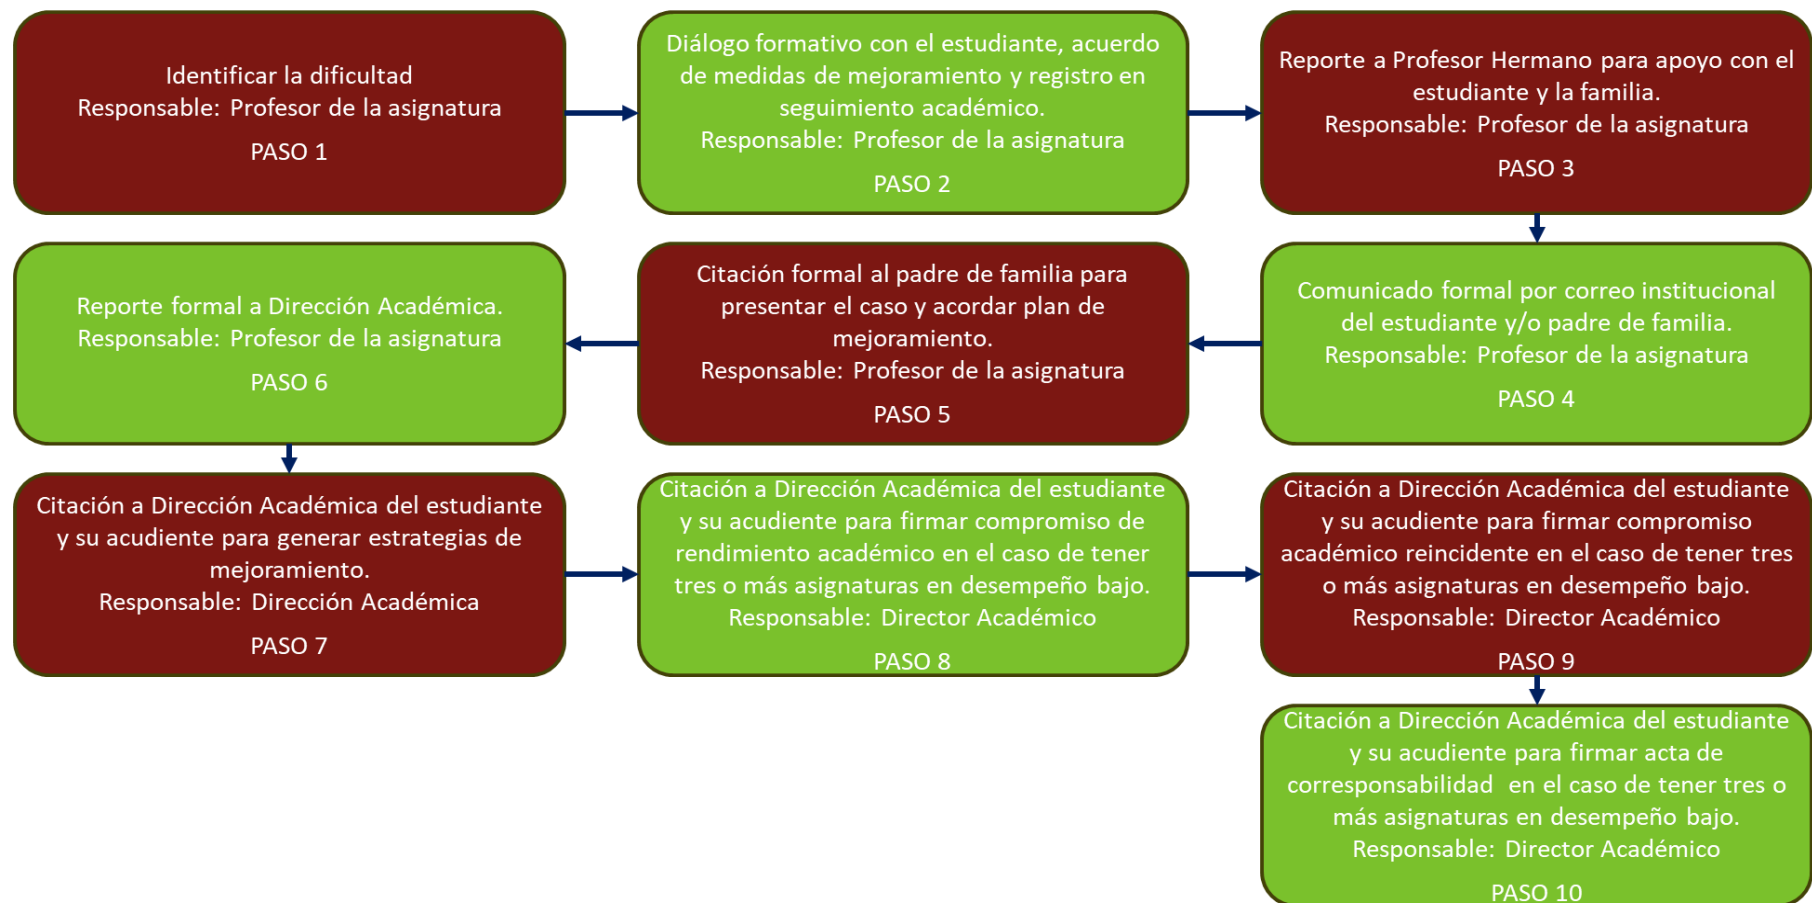 Identificar la dificultad
Responsable: Profesor de la asignatura
PASO 1
Diálogo formativo con el estudiante, acuerdo
de medidas de mejoramiento y registro en
seguimiento académico.
Responsable: Profesor de la asignatura
PASO 2
Reporte a Profesor Hermano para apoyo con el
estudiante y la familia.
Responsable: Profesor de la asignatura
PASO 3
Comunicado formal por correo institucional
del estudiante y/o padre de familia.
Responsable: Profesor de la asignatura
PASO 4
Citación formal al padre de familia para
presentar el caso y acordar plan de
mejoramiento.
Responsable: Profesor de la asignatura
PASO 5
Reporte formal a Dirección Académica.
Responsable: Profesor de la asignatura
PASO 6
Citación a Dirección Académica del estudiante
y su acudiente para generar estrategias de
mejoramiento.
Responsable: Dirección Académica
PASO 7
Citación a Dirección Académica del estudiante
y su acudiente para firmar compromiso de
rendimiento académico en el caso de tener
tres o más asignaturas en desempeño bajo.
Responsable: Director Académico
PASO 8
Citación a Dirección Académica del estudiante
y su acudiente para firmar compromiso
académico reincidente en el caso de tener tres
o más asignaturas en desempeño bajo.
Responsable: Director Académico
PASO 9
Citación a Dirección Académica del estudiante
y su acudiente para firmar acta de
corresponsabilidad en el caso de tener tres o
más asignaturas en desempeño bajo.
Responsable: Director Académico
PASO 10